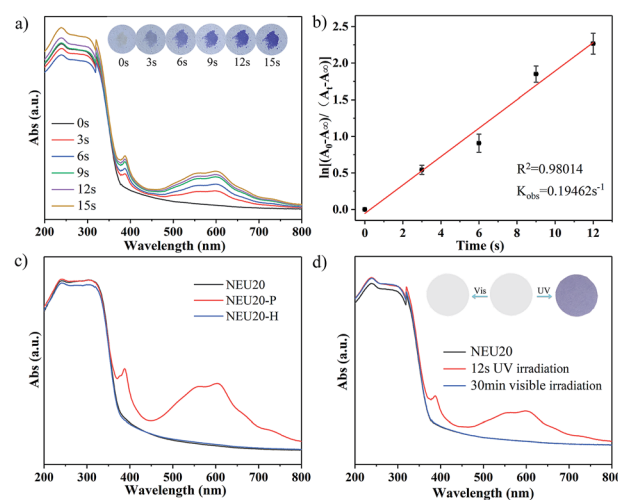 a)
0s 3s 6s 9s 12s 15s
0s
3s
6s
9s
12s
15s
Abs (a.u.)
200 300 400 500 600 700 800
Wavelength (nm)
b)
2.5
2.0
1.5
1.0
0.5
0.0
ln[(A₀-A∞)/（Aₜ-A∞)]
R²=0.98014
Kobs=0.19462s⁻¹
0 2 4 6 8 10 12
Time (s)
c)
NEU20
NEU20-P
NEU20-H
Abs (a.u.)
200 300 400 500 600 700 800
Wavelength (nm)
d)
Vis UV
NEU20
12s UV irradiation
30min visible irradiation
Abs (a.u.)
200 300 400 500 600 700 800
Wavelength (nm)